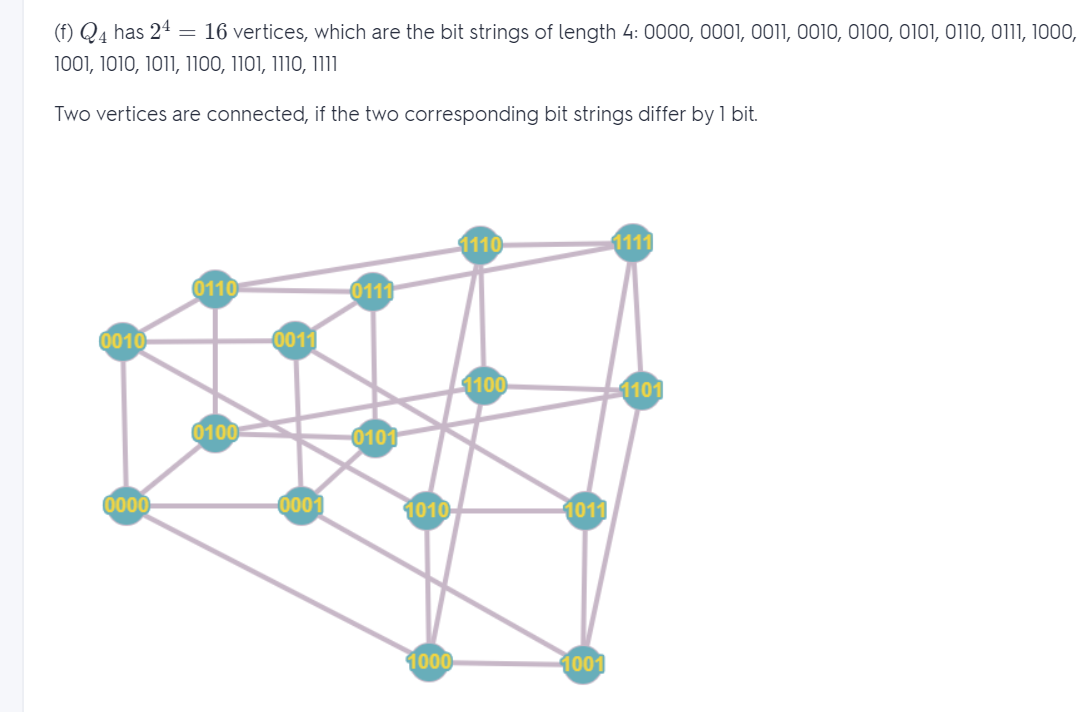 (f) Q₄ has 2⁴ = 16 vertices, which are the bit strings of length 4: 0000, 0001, 0011, 0010, 0100, 0101, 0110, 0111, 1000,
1001, 1010, 1011, 1100, 1101, 1110, 1111
Two vertices are connected, if the two corresponding bit strings differ by 1 bit.
1110 1111
0110 0111
0010 0011
1100 1101
0100 0101
0000 0001 1010 1011
1000 1001